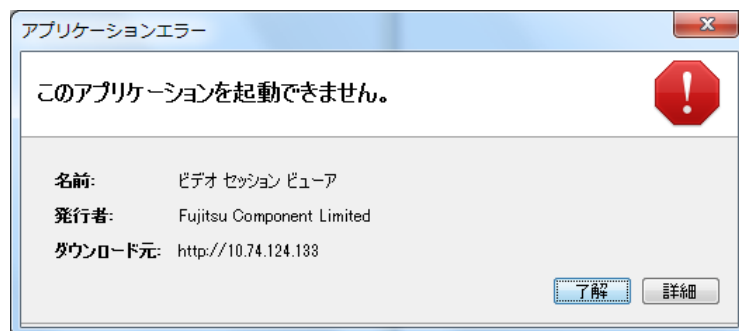 アプリケーションエラー
このアプリケーションを起動できません。
名前: ビデオ セッション ビューア
発行者: Fujitsu Component Limited
ダウンロード元: http://10.74.124.133
了解 詳細